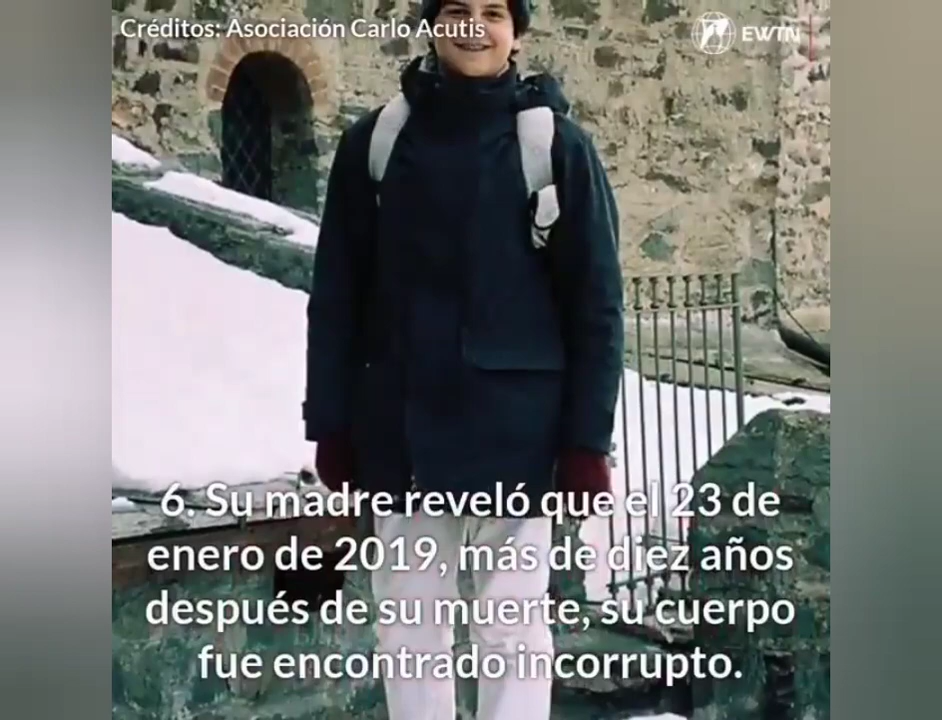 Créditos: Asociación Carlo Acutis
EWTN
6. Su madre reveló que el 23 de
enero de 2019, más de diez años
después de su muerte, su cuerpo
fue encontrado incorrupto.